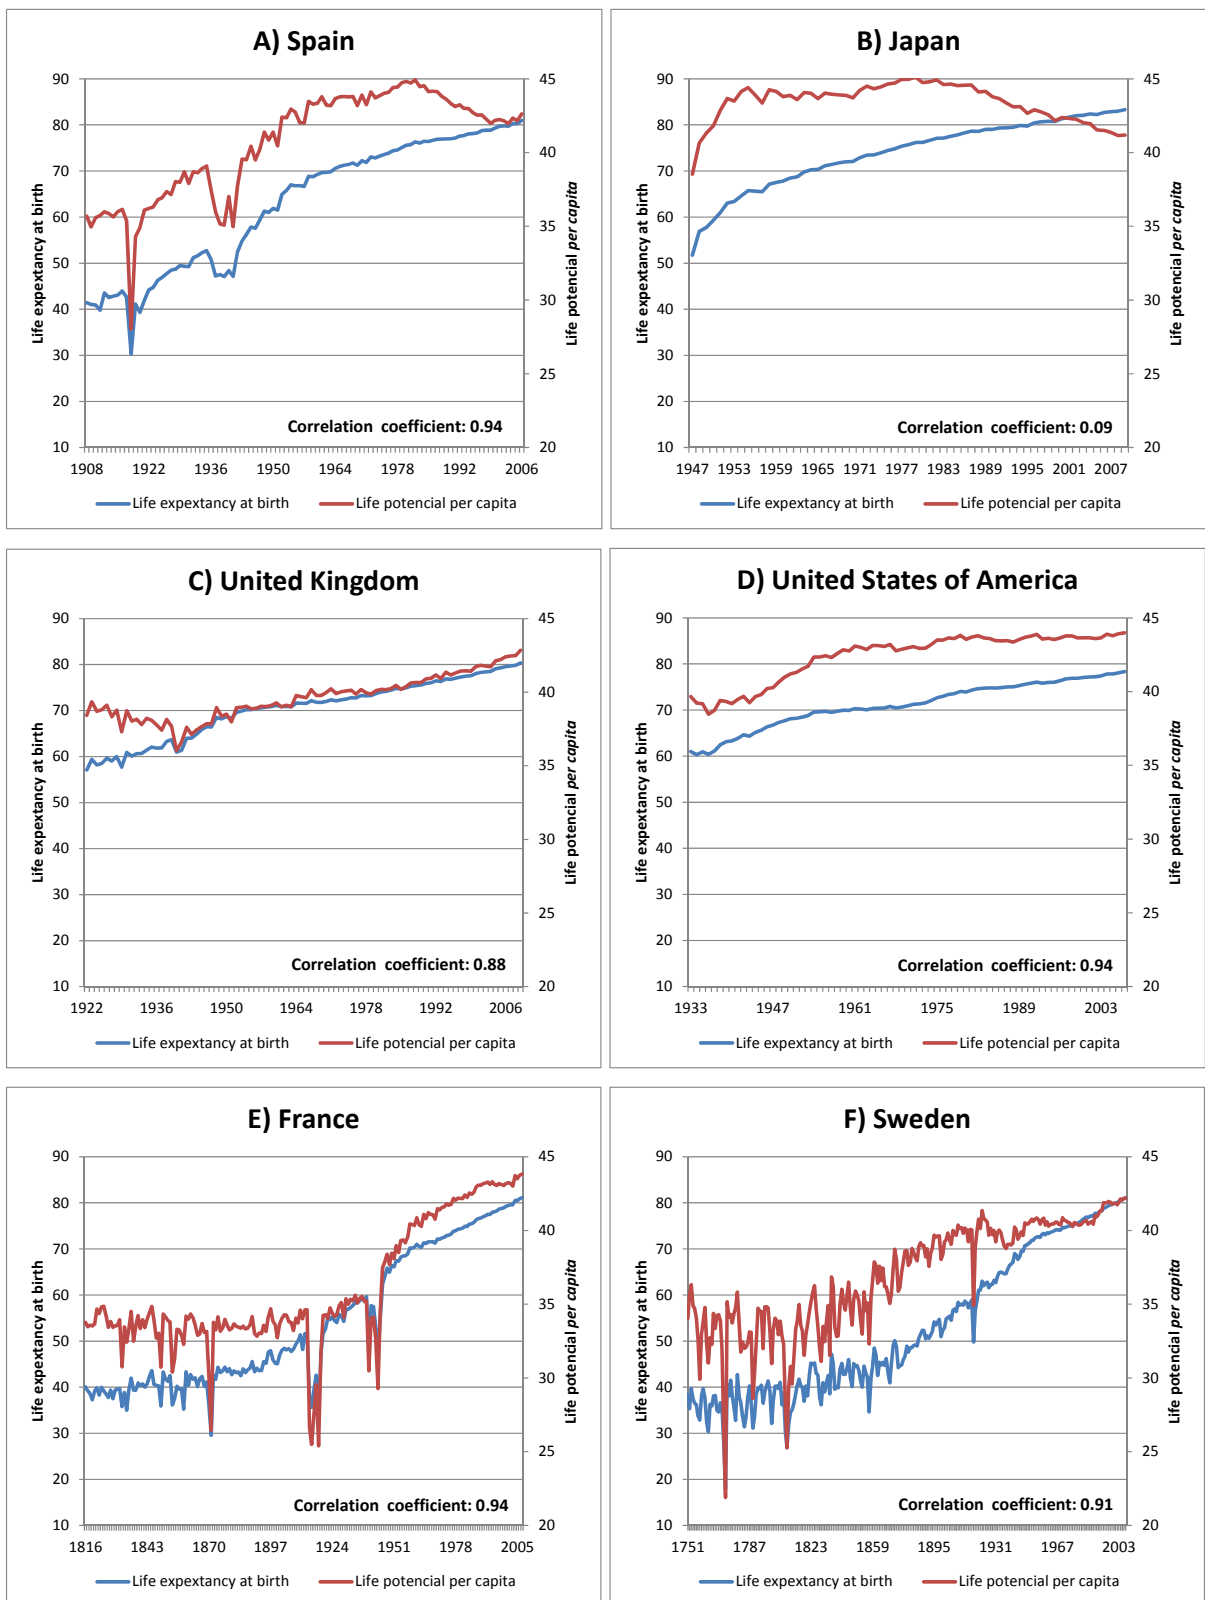 A) Spain
Life expextancy at birth
90
80
70
60
50
40
30
20
10
45
40
35
30
25
20
Life potencial per capita
Correlation coefficient: 0.94
1908 1922 1936 1950 1964 1978 1992 2006
Life expextancy at birth Life potencial per capita
B) Japan
Life expextancy at birth
90
80
70
60
50
40
30
20
10
45
40
35
30
25
20
Life potencial per capita
Correlation coefficient: 0.09
1947 1953 1959 1965 1971 1977 1983 1989 1995 2001 2007
Life expextancy at birth Life potencial per capita
C) United Kingdom
Life expextancy at birth
90
80
70
60
50
40
30
20
10
45
40
35
30
25
20
Life potencial per capita
Correlation coefficient: 0.88
1922 1936 1950 1964 1978 1992 2006
Life expextancy at birth Life potencial per capita
D) United States of America
Life expextancy at birth
90
80
70
60
50
40
30
20
10
45
40
35
30
25
20
Life potencial per capita
Correlation coefficient: 0.94
1933 1947 1961 1975 1989 2003
Life expextancy at birth Life potencial per capita
E) France
Life expextancy at birth
90
80
70
60
50
40
30
20
10
45
40
35
30
25
20
Life potencial per capita
Correlation coefficient: 0.94
1816 1843 1870 1897 1924 1951 1978 2005
Life expextancy at birth Life potencial per capita
F) Sweden
Life expextancy at birth
90
80
70
60
50
40
30
20
10
45
40
35
30
25
20
Life potencial per capita
Correlation coefficient: 0.91
1751 1787 1823 1859 1895 1931 1967 2003
Life expextancy at birth Life potencial per capita